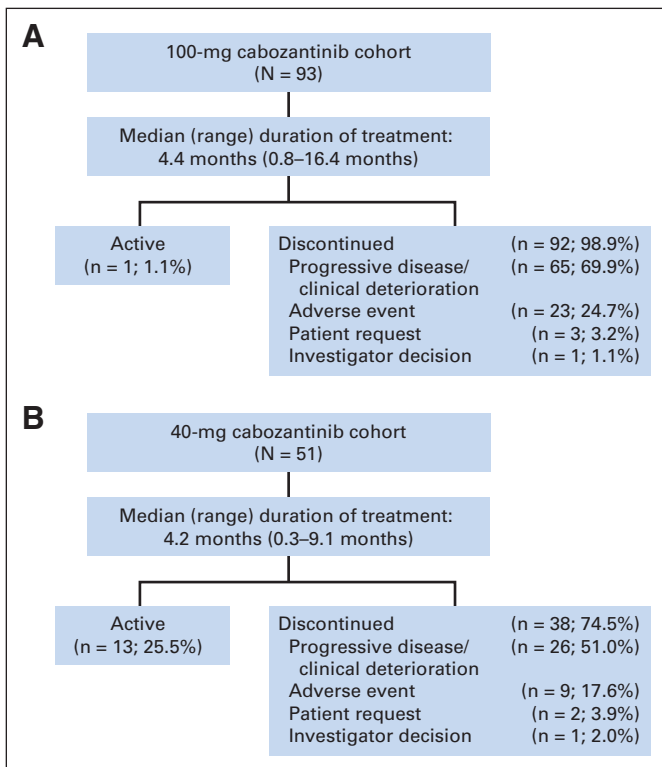 A
100-mg cabozantinib cohort
(N = 93)
Median (range) duration of treatment:
4.4 months (0.8–16.4 months)
Active
(n = 1; 1.1%)
Discontinued (n = 92; 98.9%)
Progressive disease/ (n = 65; 69.9%)
clinical deterioration
Adverse event (n = 23; 24.7%)
Patient request (n = 3; 3.2%)
Investigator decision (n = 1; 1.1%)
B
40-mg cabozantinib cohort
(N = 51)
Median (range) duration of treatment:
4.2 months (0.3–9.1 months)
Active
(n = 13; 25.5%)
Discontinued (n = 38; 74.5%)
Progressive disease/ (n = 26; 51.0%)
clinical deterioration
Adverse event (n = 9; 17.6%)
Patient request (n = 2; 3.9%)
Investigator decision (n = 1; 2.0%)